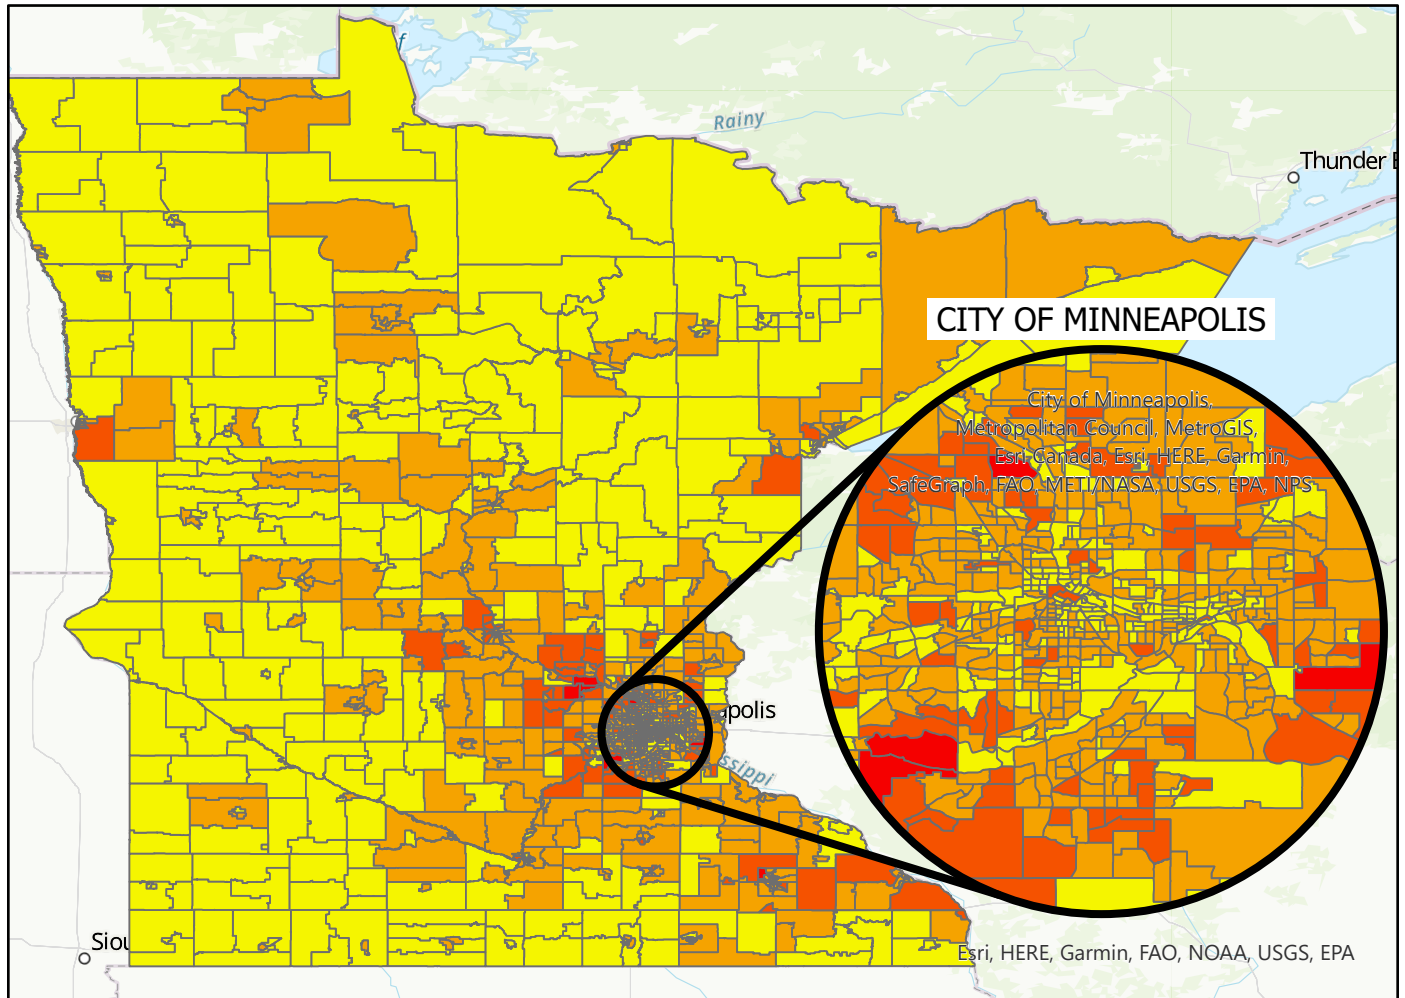 f
Rainy
Thunder B
CITY OF MINNEAPOLIS
City of Minneapolis,
Metropolitan Council, MetroGIS,
Esri Canada, Esri, HERE, Garmin,
SafeGraph, FAO, METI/NASA, USGS, EPA, NPS
apolis
ssippi
Siou
Esri, HERE, Garmin, FAO, NOAA, USGS, EPA